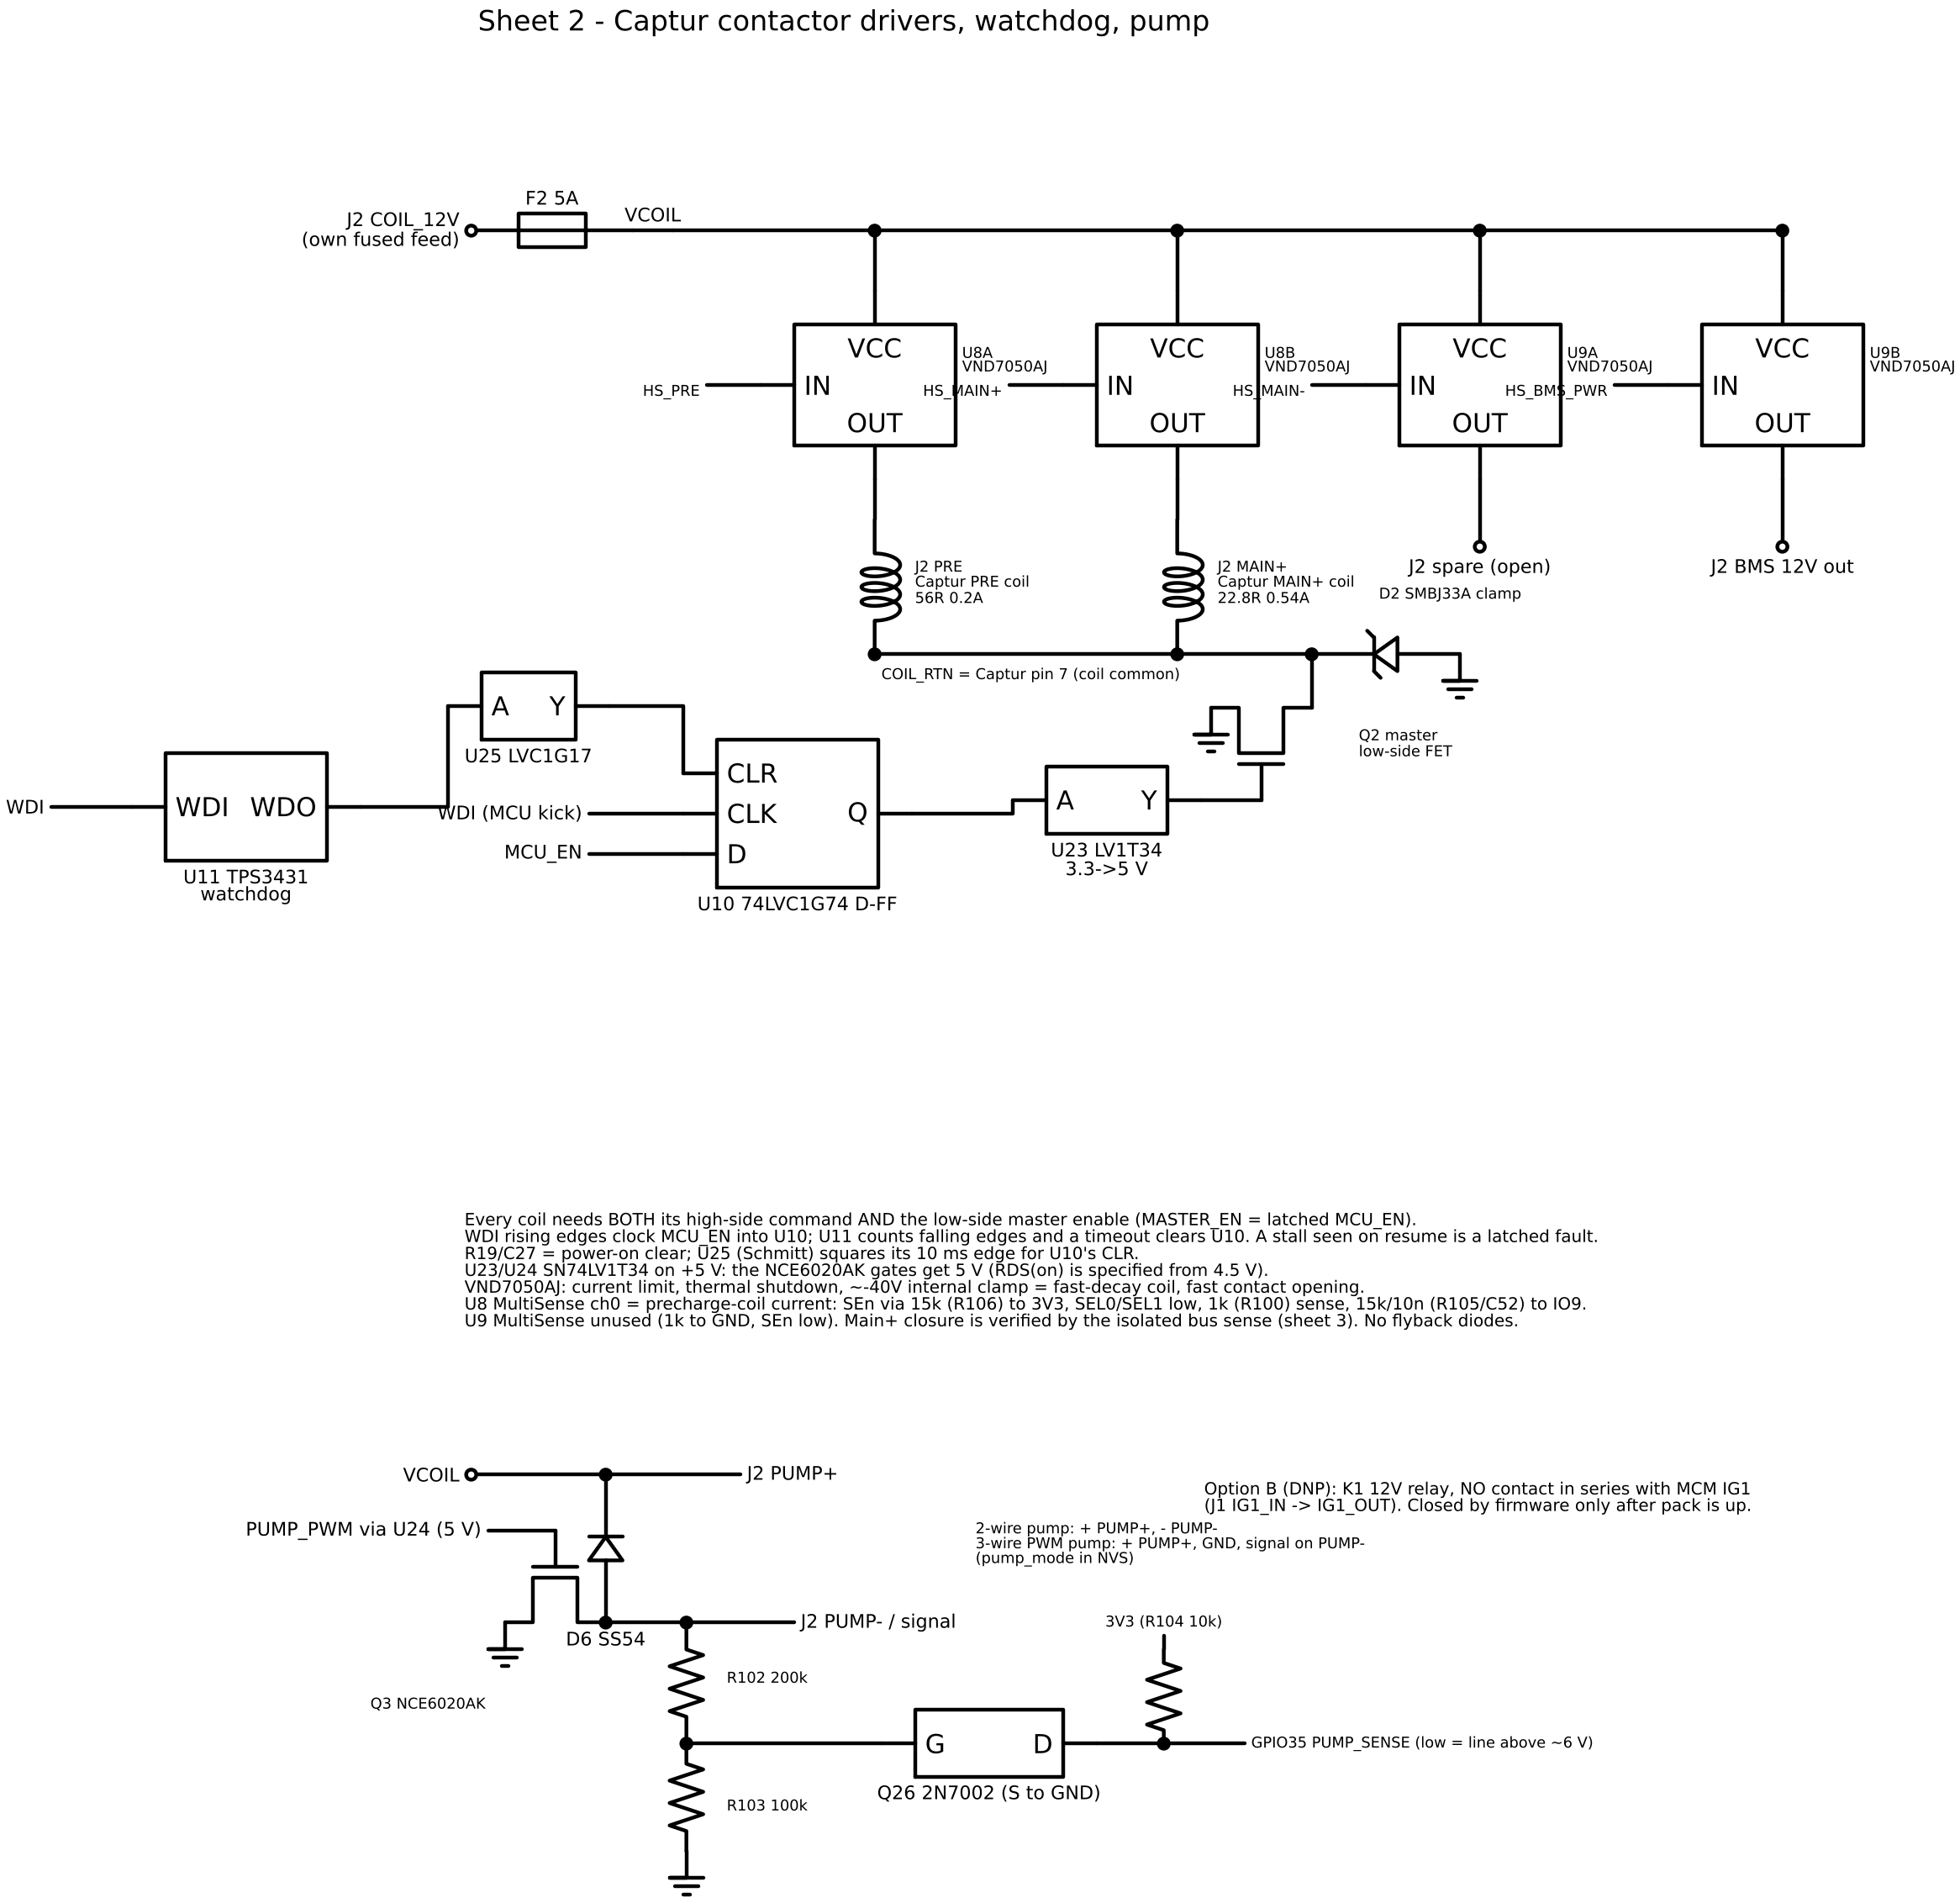 Sheet 2 - Captur contactor drivers, watchdog, pump
F2 5A
J2 COIL_12V
(own fused feed)
VCOIL
VCC
IN
OUT
U8A
VND7050AJ
HS_PRE
VCC
IN
OUT
U8B
VND7050AJ
HS_MAIN+
VCC
IN
OUT
U9A
VND7050AJ
HS_MAIN-
VCC
IN
OUT
U9B
VND7050AJ
HS_BMS_PWR
J2 PRE
Captur PRE coil
56R 0.2A
J2 MAIN+
Captur MAIN+ coil
22.8R 0.54A
J2 spare (open)
J2 BMS 12V out
D2 SMBJ33A clamp
COIL_RTN = Captur pin 7 (coil common)
Q2 master
low-side FET
A Y
U25 LVC1G17
WDI
WDI WDO
U11 TPS3431
watchdog
WDI (MCU kick)
MCU_EN
CLR
CLK
D
Q
U10 74LVC1G74 D-FF
A Y
U23 LV1T34
3.3->5 V
Every coil needs BOTH its high-side command AND the low-side master enable (MASTER_EN = latched MCU_EN).
WDI rising edges clock MCU_EN into U10; U11 counts falling edges and a timeout clears U10. A stall seen on resume is a latched fault.
R19/C27 = power-on clear; U25 (Schmitt) squares its 10 ms edge for U10's CLR.
U23/U24 SN74LV1T34 on +5 V: the NCE6020AK gates get 5 V (RDS(on) is specified from 4.5 V).
VND7050AJ: current limit, thermal shutdown, ~-40V internal clamp = fast-decay coil, fast contact opening.
U8 MultiSense ch0 = precharge-coil current: SEn via 15k (R106) to 3V3, SEL0/SEL1 low, 1k (R100) sense, 15k/10n (R105/C52) to IO9.
U9 MultiSense unused (1k to GND, SEn low). Main+ closure is verified by the isolated bus sense (sheet 3). No flyback diodes.
VCOIL
J2 PUMP+
PUMP_PWM via U24 (5 V)
Option B (DNP): K1 12V relay, NO contact in series with MCM IG1
(J1 IG1_IN -> IG1_OUT). Closed by firmware only after pack is up.
2-wire pump: + PUMP+, - PUMP-
3-wire PWM pump: + PUMP+, GND, signal on PUMP-
(pump_mode in NVS)
J2 PUMP- / signal
D6 SS54
Q3 NCE6020AK
R102 200k
3V3 (R104 10k)
G D
GPIO35 PUMP_SENSE (low = line above ~6 V)
Q26 2N7002 (S to GND)
R103 100k